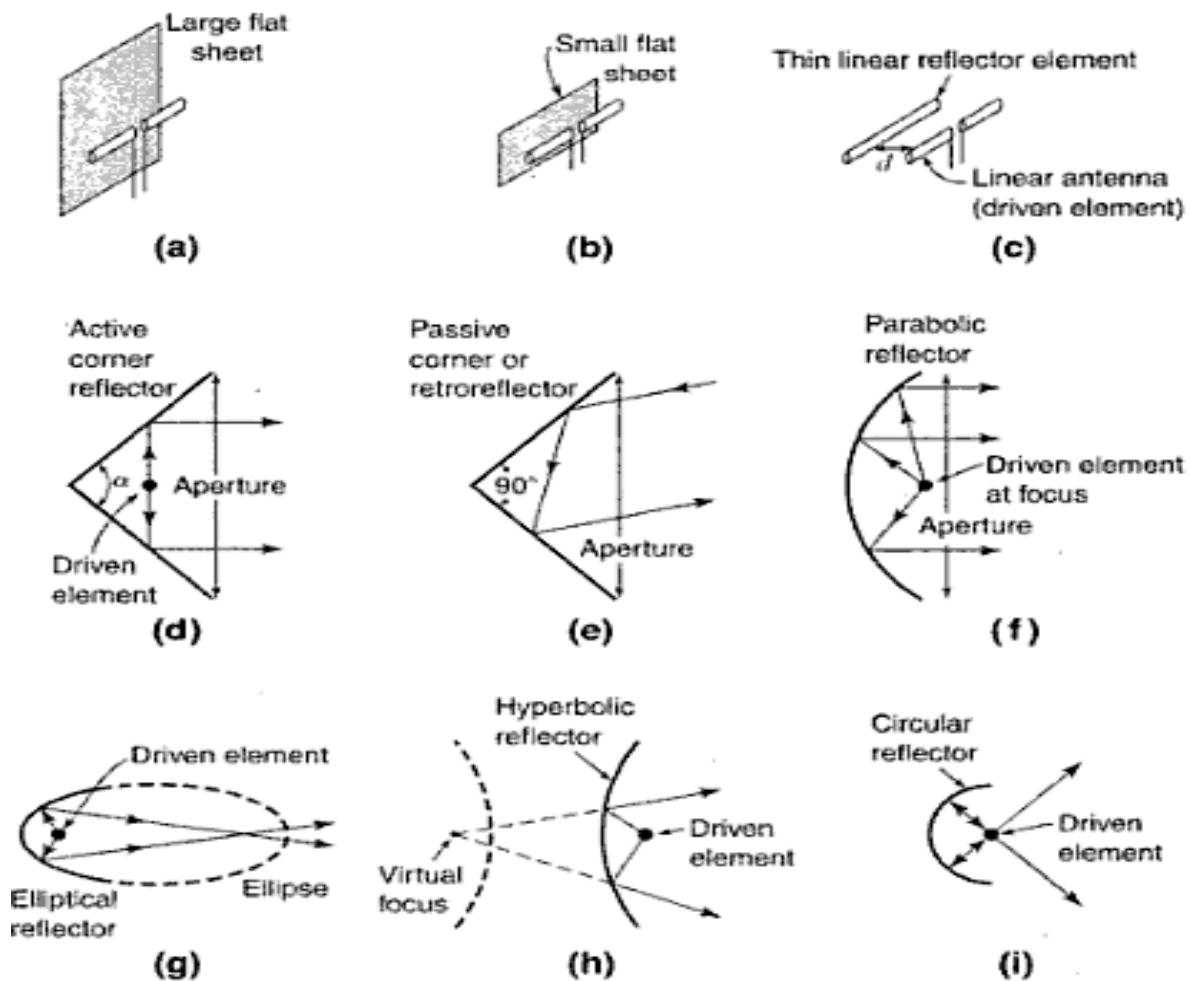 Large flat
sheet
(a)
Small flat
sheet
(b)
Thin linear reflector element
d
Linear antenna
(driven element)
(c)
Active
corner
reflector
α
Aperture
Driven
element
(d)
Passive
corner or
retroreflector
90°
Aperture
(e)
Parabolic
reflector
Driven element
at focus
Aperture
(f)
Driven element
Ellipse
Elliptical
reflector
(g)
Hyperbolic
reflector
Driven
element
Virtual
focus
(h)
Circular
reflector
Driven
element
(i)